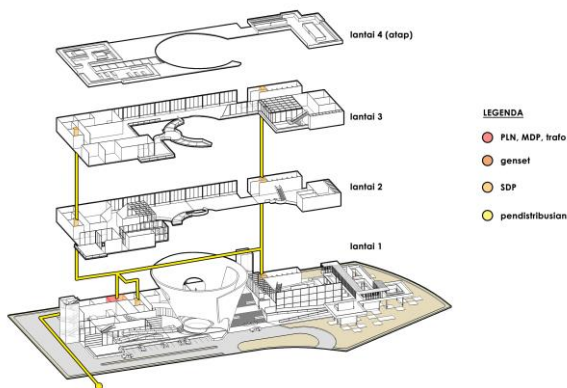 lantai 4 (atap)
lantai 3
lantai 2
lantai 1
LEGENDA
PLN, MDP, trafo
genset
SDP
pendistribusian